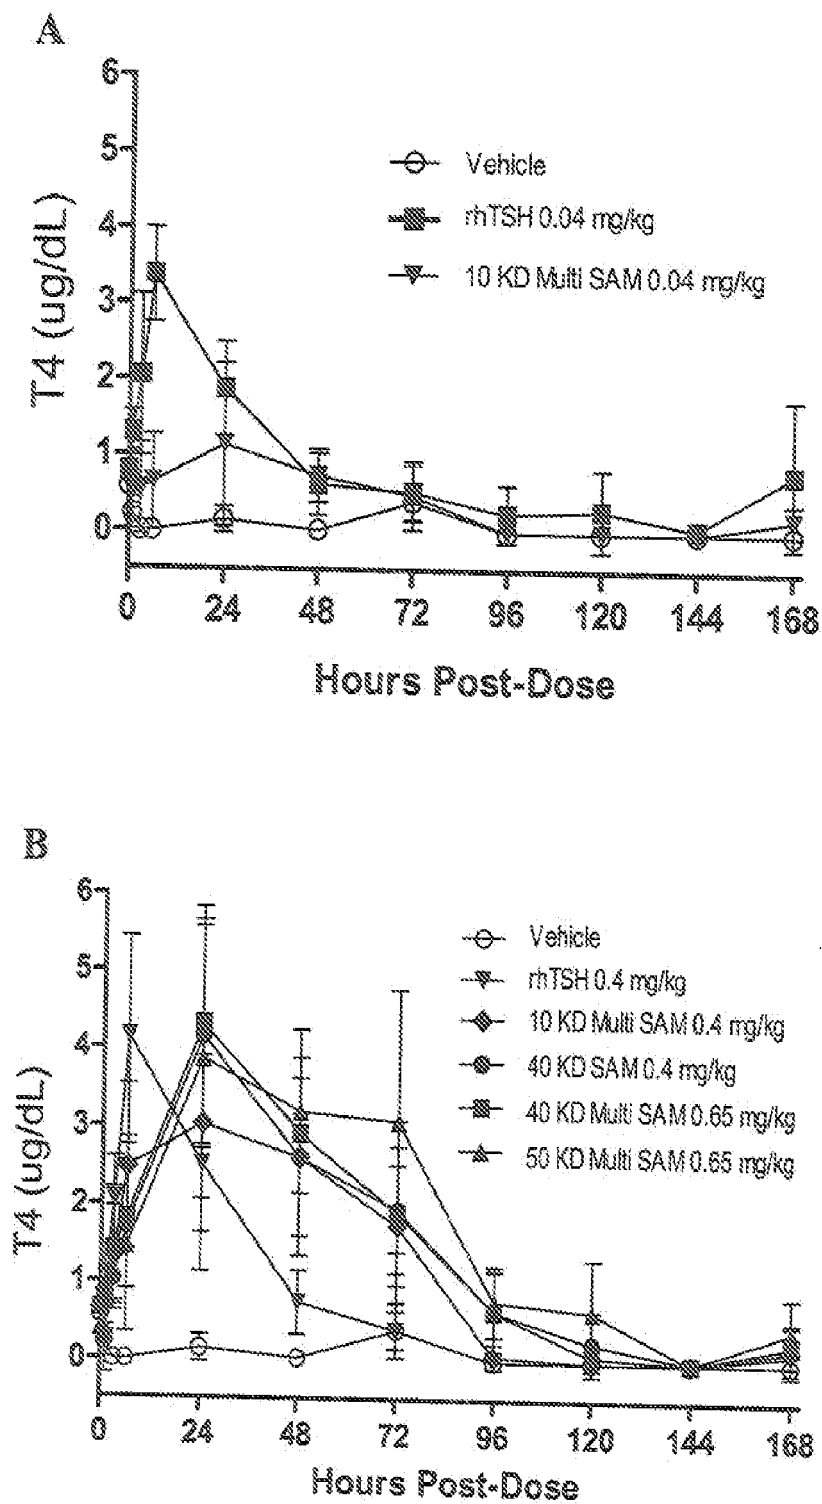 A
6
5
4
3
2
1
0
T4 (ug/dL)
Vehicle
rhTSH 0.04 mg/kg
10 KD Multi SAM 0.04 mg/kg
0 24 48 72 96 120 144 168
Hours Post-Dose
B
6
5
4
3
2
1
0
T4 (ug/dL)
Vehicle
rhTSH 0.4 mg/kg
10 KD Multi SAM 0.4 mg/kg
40 KD SAM 0.4 mg/kg
40 KD Multi SAM 0.65 mg/kg
50 KD Multi SAM 0.65 mg/kg
0 24 48 72 96 120 144 168
Hours Post-Dose